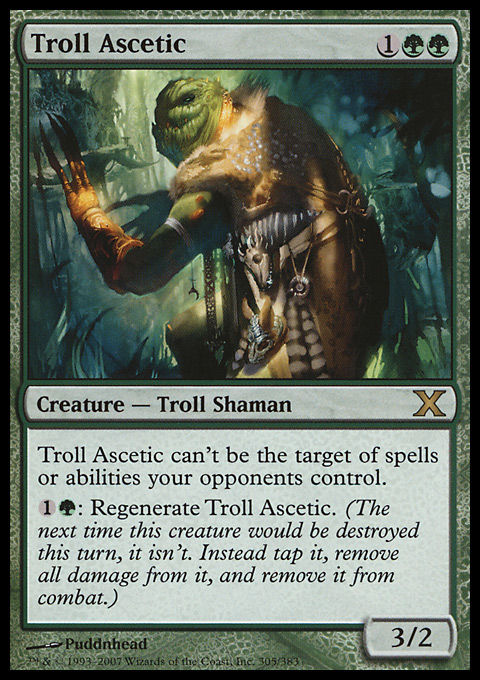 Troll Ascetic 1
Creature — Troll Shaman X
Troll Ascetic can't be the target of spells
or abilities your opponents control.
1 : Regenerate Troll Ascetic. (The
next time this creature would be destroyed
this turn, it isn't. Instead tap it, remove
all damage from it, and remove it from
combat.)
Puddnhead
3/2
™ & © 1993–2007 Wizards of the Coast, Inc. 305/383